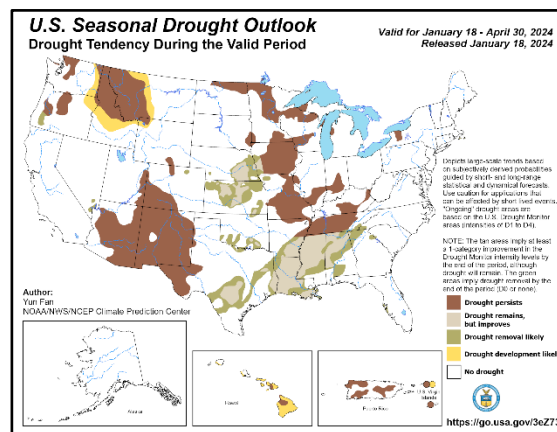 U.S. Seasonal Drought Outlook
Drought Tendency During the Valid Period
Valid for January 18 - April 30, 2024
Released January 18, 2024
Depicts large-scale trends based
on subjectively derived probabilities
guided by short- and long-range
statistical and dynamical forecasts.
Use caution for applications that
can be affected by short lived events.
"Ongoing" drought areas are
based on the U.S. Drought Monitor
areas (intensities of D1 to D4).
NOTE: The tan areas imply at least
a 1-category improvement in the
Drought Monitor intensity levels by
the end of the period, although
drought will remain. The green
areas imply drought removal by the
end of the period (D0 or none).
Author:
Yun Fan
NOAA/NWS/NCEP Climate Prediction Center
Drought persists
Drought remains,
but improves
Drought removal likely
Drought development likely
No drought
Alaska
Hawaii
Puerto Rico
U.S. Virgin
Islands